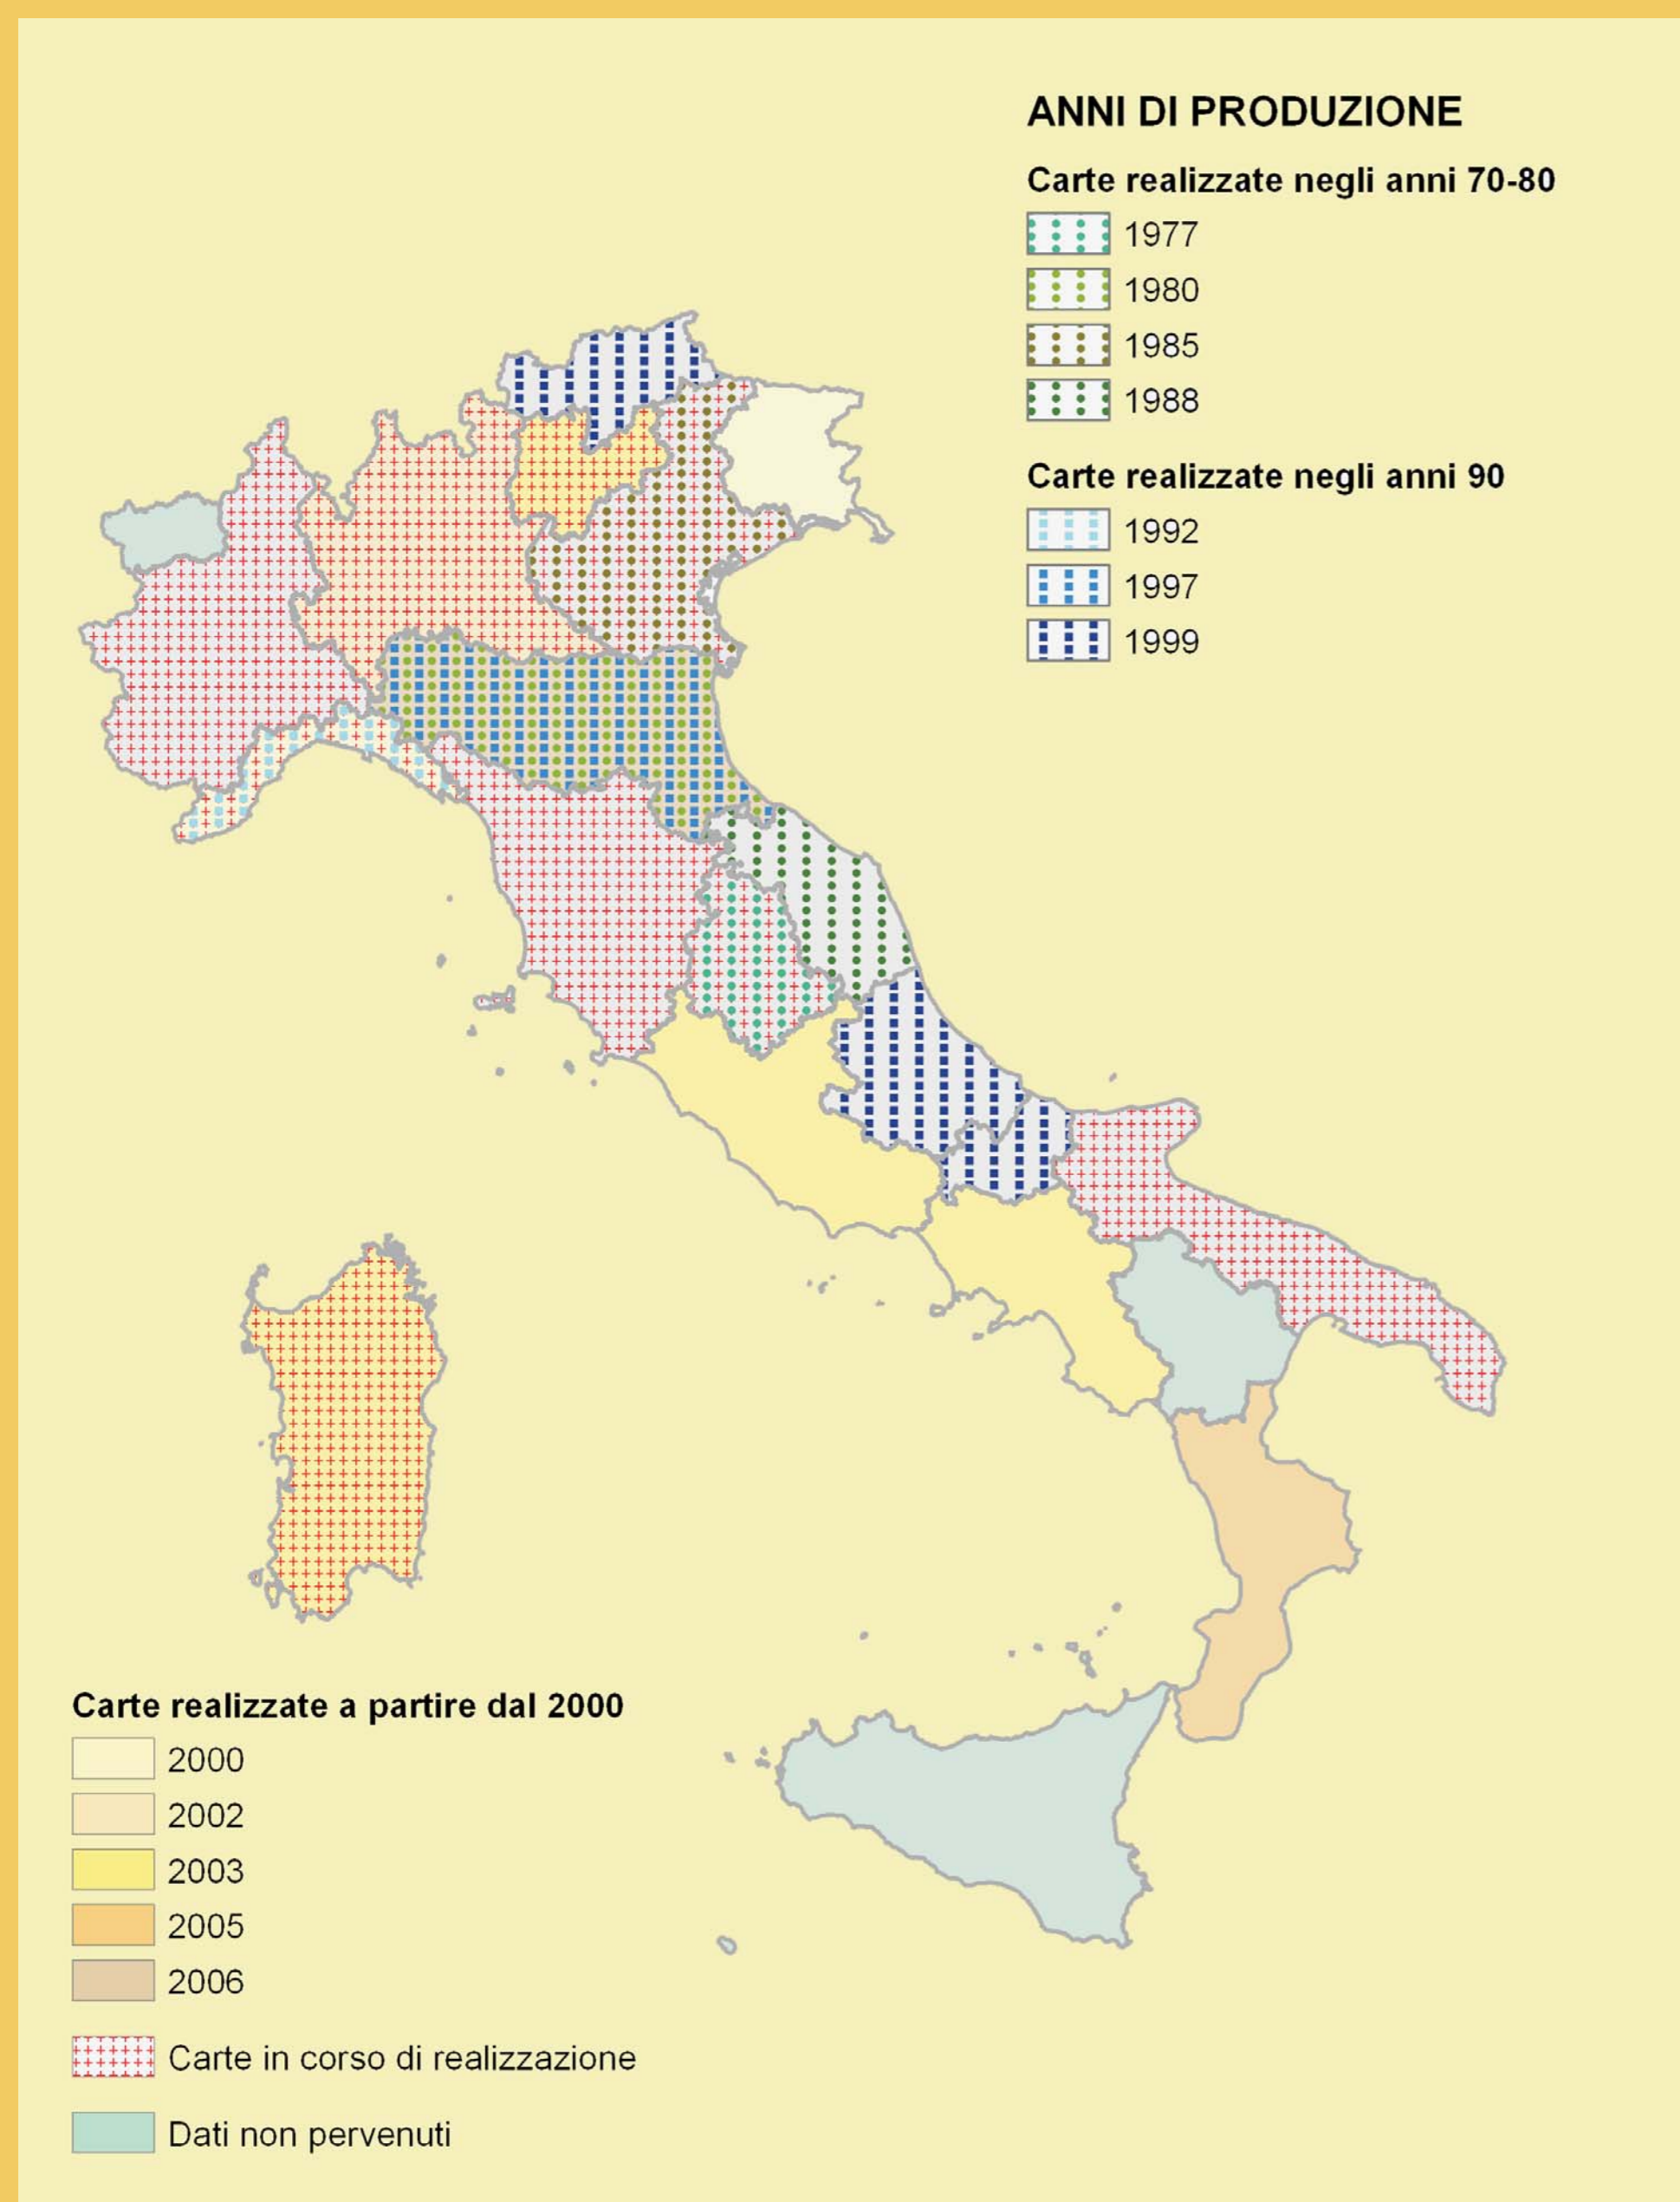 ANNI DI PRODUZIONE
Carte realizzate negli anni 70-80
1977
1980
1985
1988
Carte realizzate negli anni 90
1992
1997
1999
Carte realizzate a partire dal 2000
2000
2002
2003
2005
2006
Carte in corso di realizzazione
Dati non pervenuti